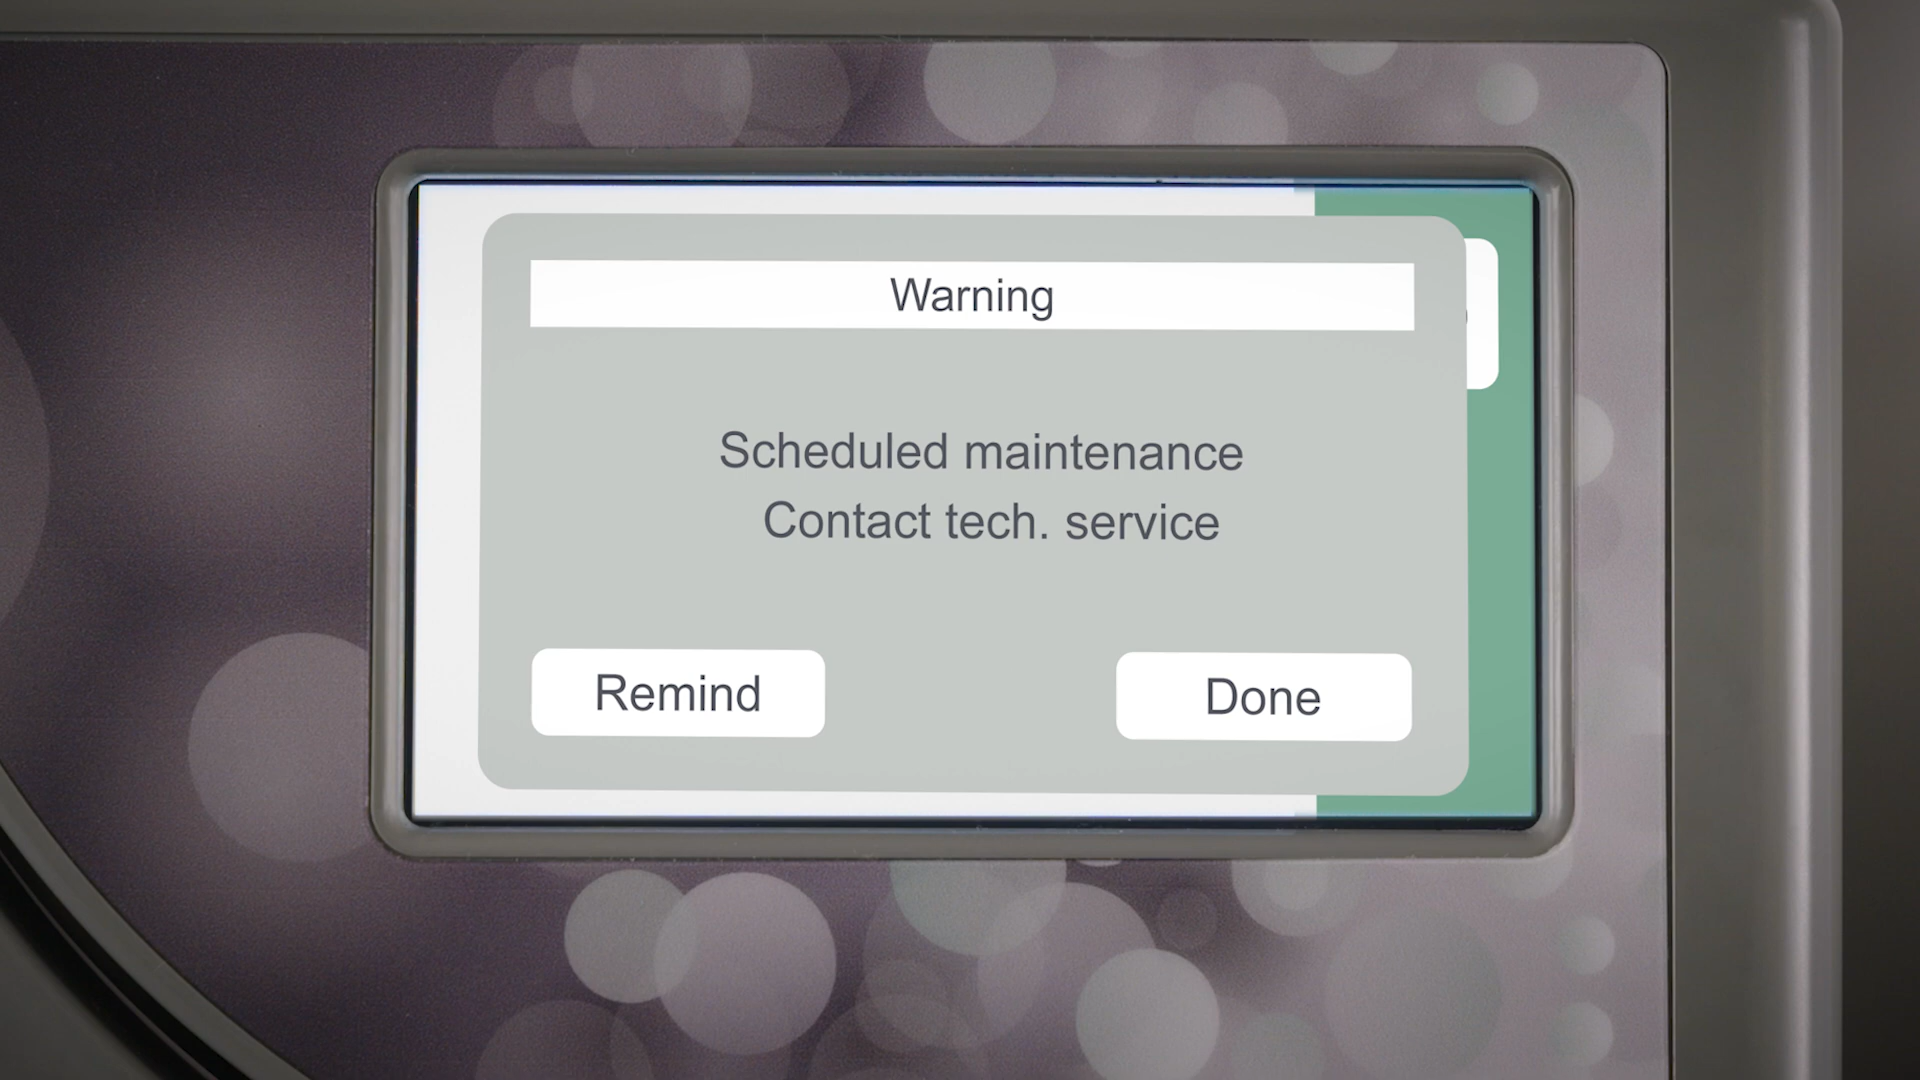 Warning
Scheduled maintenance
Contact tech. service
Remind
Done